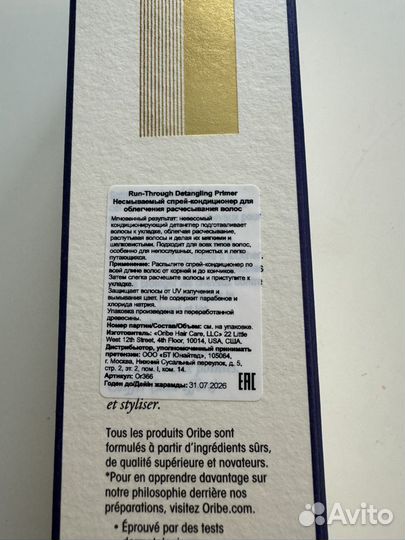 Run-Through Detangling Primer
Несмываемый спрей-кондиционер для
облегчения расчесывания волос
Мгновенный результат: невесомый
кондиционирующий детанглер подготавливает
волосы к укладке, облегчая расчесывание,
распутывая волосы и делая их мягкими и
шелковистыми. Подходит для всех типов волос,
особенно для непослушных, пористых и легко
путающихся.
Применение: Распылите спрей-кондиционер по
всей длине волос от корней и до кончиков.
Затем слегка расчешите волосы и приступите к
укладке.
Защищает волосы от UV излучения и
вымывания цвет. Не содержит парабенов и
хлорида натрия.
Упаковка произведена из переработанной
древесины.
Номер партии/Состав/Объем: см. на упаковке.
Изготовитель: «Oribe Hair Care, LLC» 22 Little
West 12th Street, 4th Floor, 10014, USA, США.
Дистрибьютор, уполномоченный принимать
претензии: ООО «БТ Юнайтед», 105064,
г. Москва, Нижний Сусальный переулок, д. 5,
стр. 2, эт. 2, пом. I, ком. 14.
Артикул: Or366
Годен до/Дейін жарамды: 31.07.2026
EAC
et styliser.
Tous les produits Oribe sont
formulés à partir d'ingrédients sûrs,
de qualité supérieure et novateurs.
*Pour en apprendre davantage sur
notre philosophie derrière nos
préparations, visitez Oribe.com.
• Éprouvé par des tests
Avito